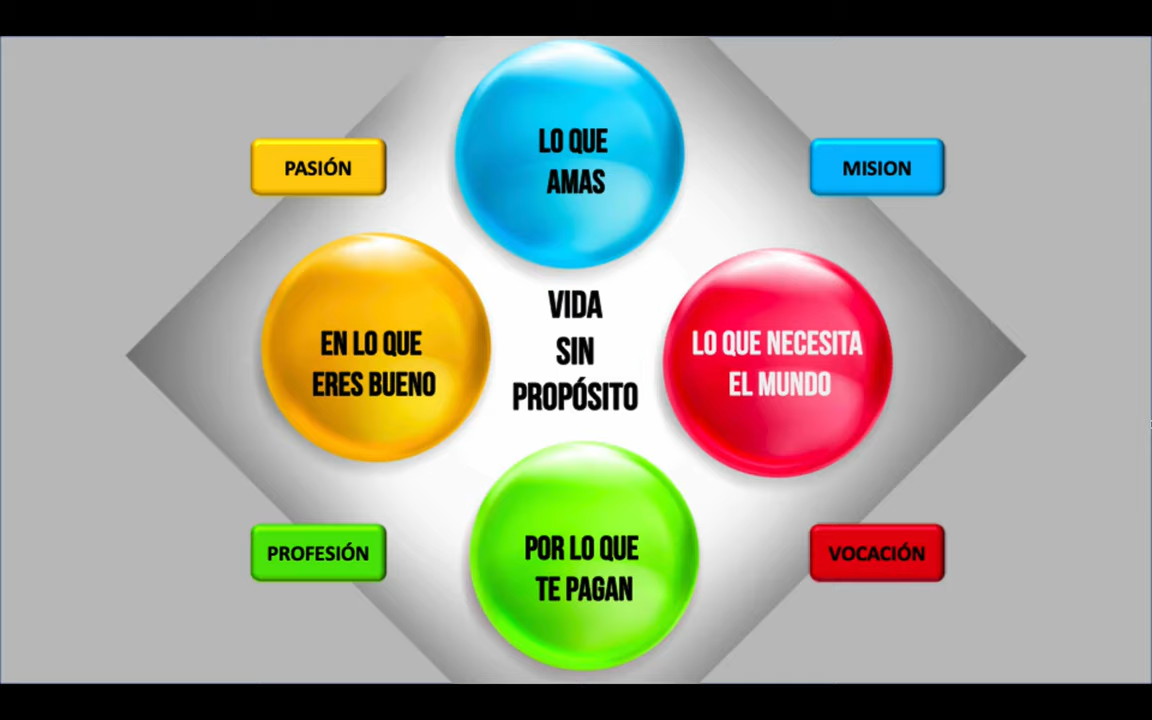 LO QUE
AMAS
PASIÓN
MISION
EN LO QUE
ERES BUENO
VIDA
SIN
PROPÓSITO
LO QUE NECESITA
EL MUNDO
PROFESIÓN
POR LO QUE
TE PAGAN
VOCACIÓN